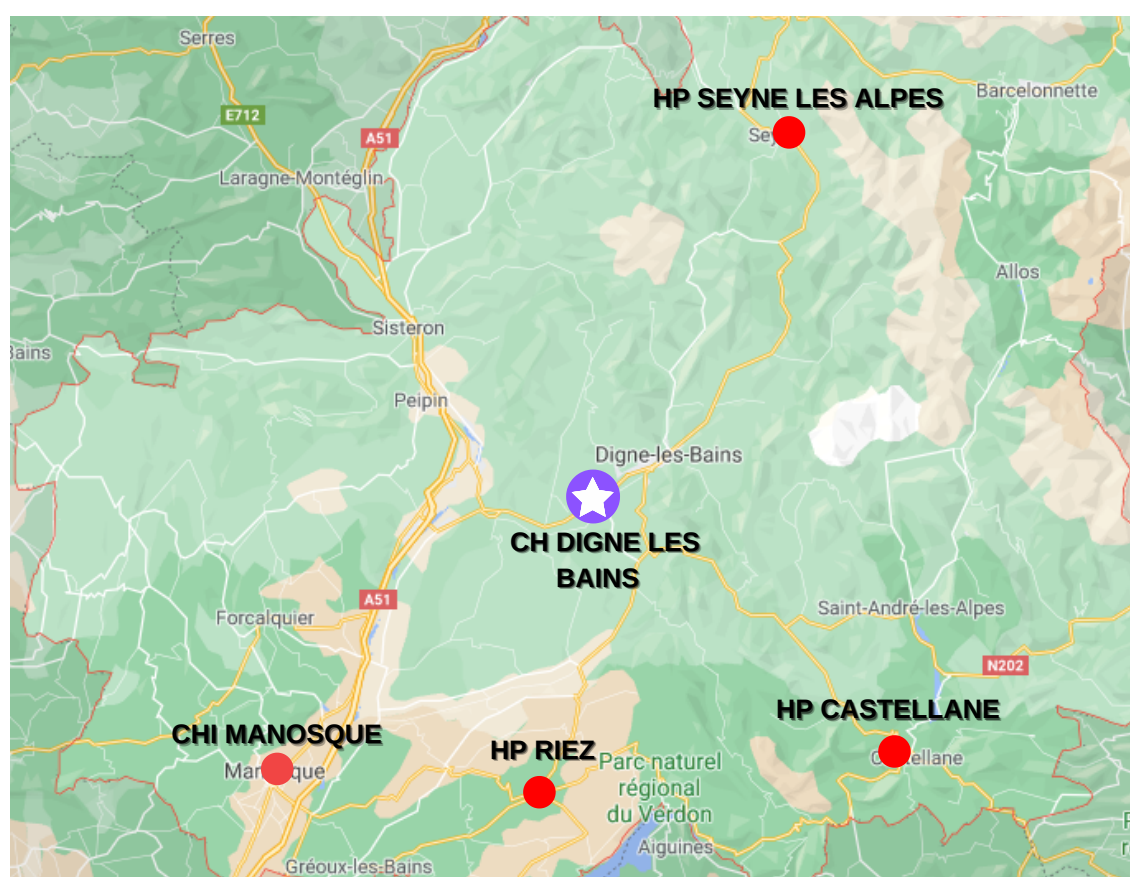 Serres
HP SEYNE LES ALPES
Barcelonnette
E712
A51
Sey
Laragne-Montéglin
Allos
Sisteron
Bains
Peipin
Digne-les-Bains
CH DIGNE LES
BAINS
A51
Forcalquier
Saint-André-les-Alpes
N202
HP CASTELLANE
CHI MANOSQUE
HP RIEZ
Parc naturel
régional
du Verdon
Aiguines
Gréoux-les-Bains